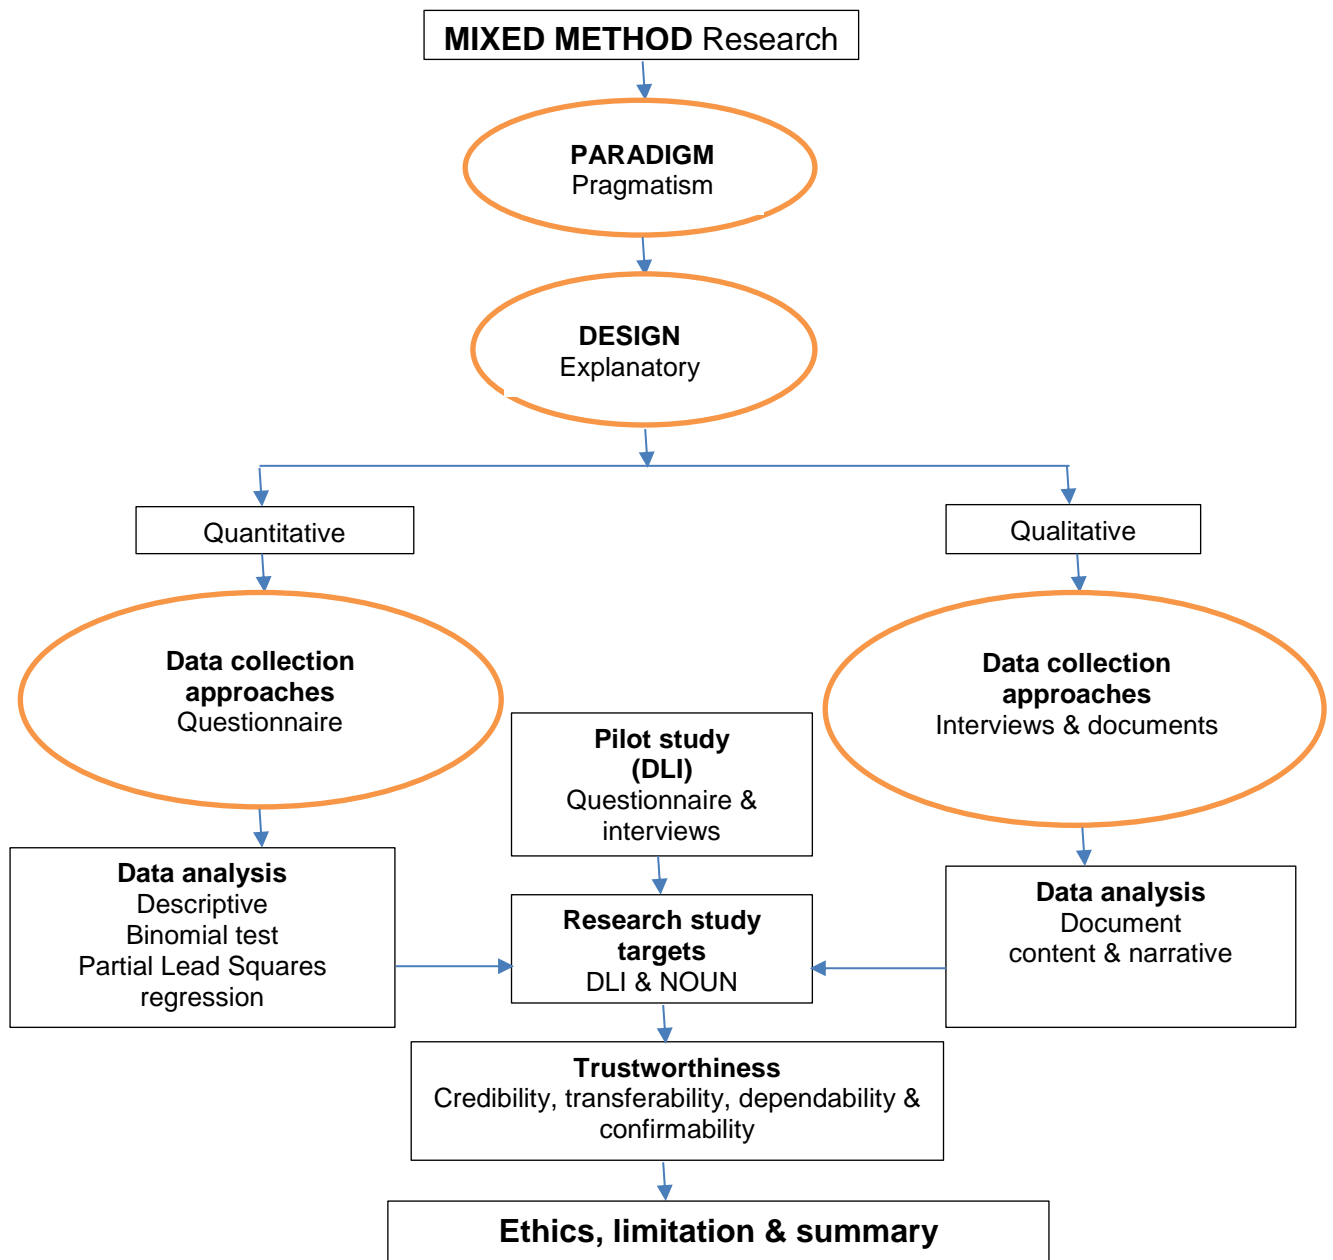 MIXED METHOD Research
PARADIGM
Pragmatism
DESIGN
Explanatory
Quantitative
Qualitative
Data collection
approaches
Questionnaire
Data collection
approaches
Interviews & documents
Pilot study
(DLI)
Questionnaire &
interviews
Data analysis
Descriptive
Binomial test
Partial Lead Squares
regression
Research study
targets
DLI & NOUN
Data analysis
Document
content & narrative
Trustworthiness
Credibility, transferability, dependability &
confirmability
Ethics, limitation & summary